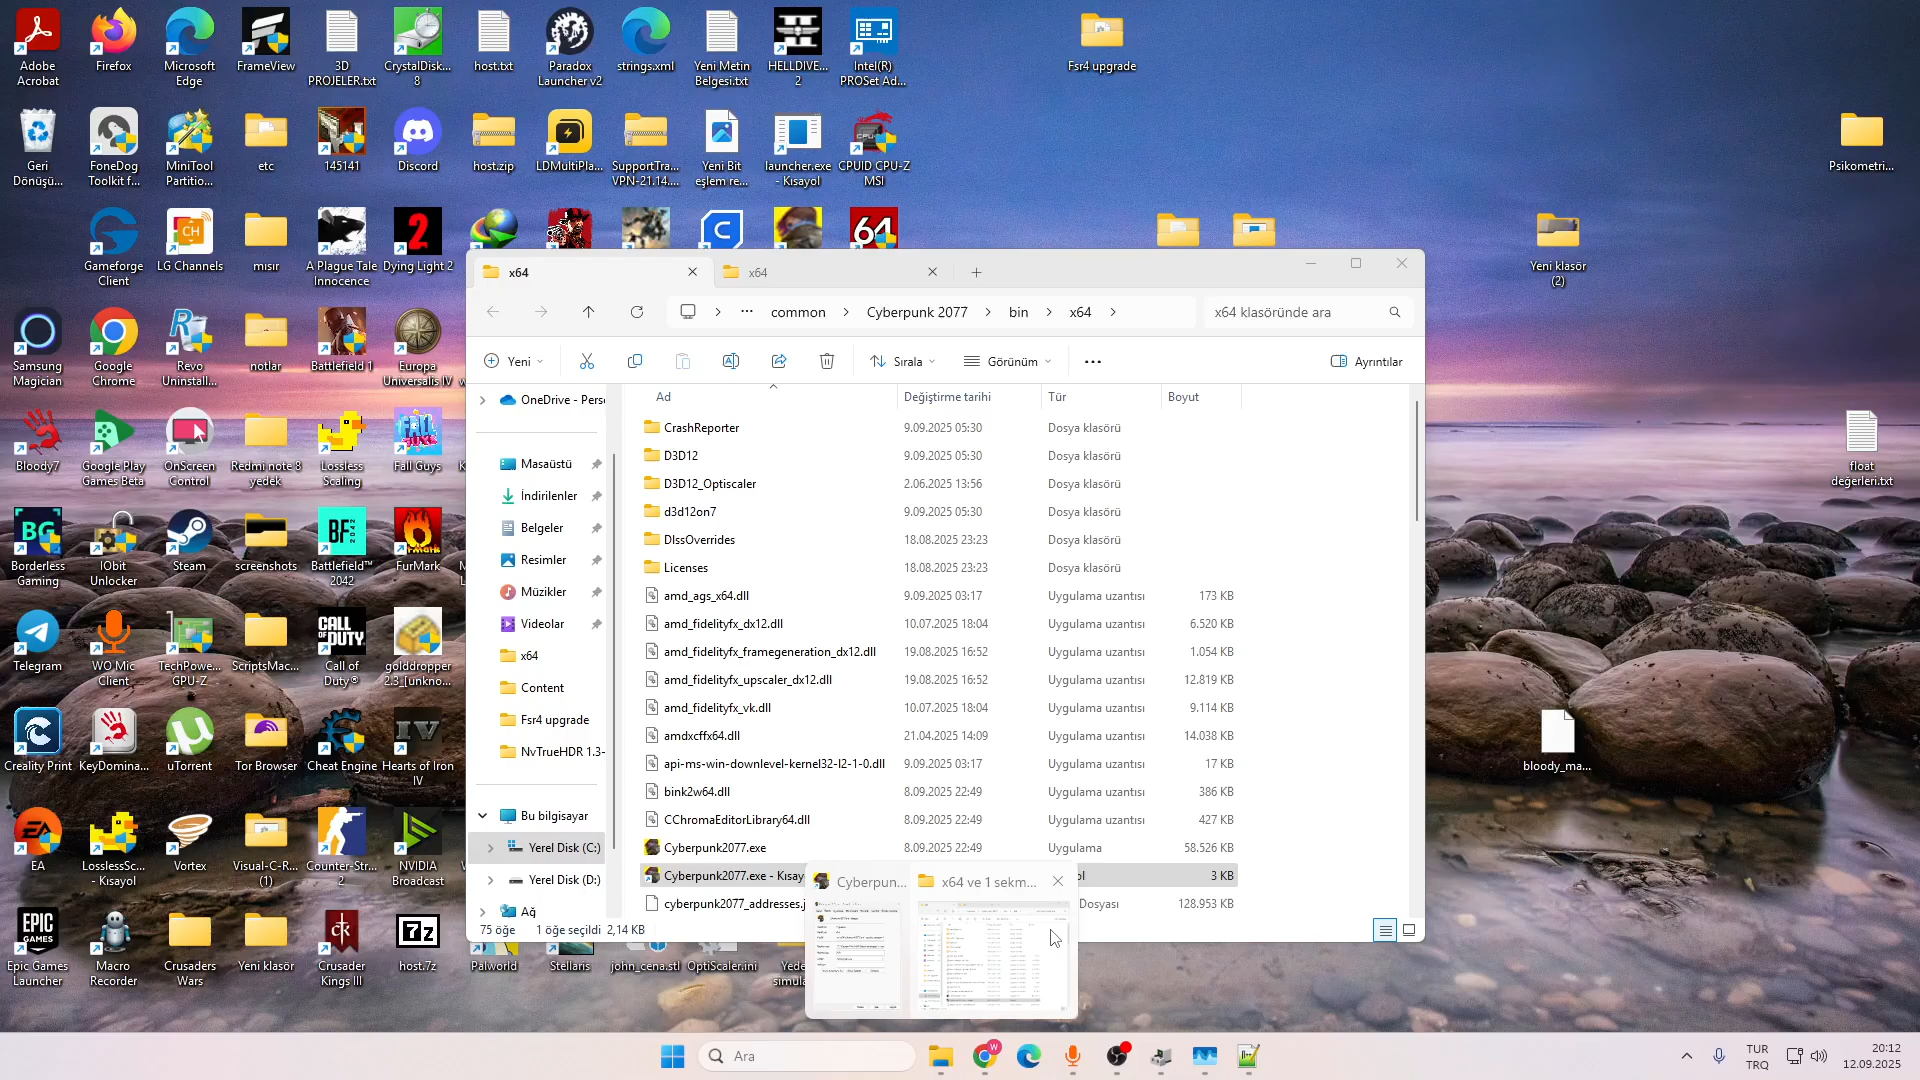 Adobe Acrobat
Firefox
Microsoft Edge
FrameView
3D PROJELER.txt
CrystalDisk... 8
host.txt
Paradox Launcher v2
strings.xml
Yeni Metin Belgesi.txt
HELLDIVE... 2
Intel(R) PROSet Ad...
Fsr4 upgrade
Geri Dönüşü...
FoneDog Toolkit f...
MiniTool Partitio...
etc
145141
Discord
host.zip
LDMultiPla...
SupportTra... VPN-21.14....
Yeni Bit eşlem re...
launcher.exe - Kısayol
CPUID CPU-Z MSI
Psikometri...
Gameforge Client
LG Channels
mısır
A Plague Tale Innocence
Dying Light 2
Yeni klasör (2)
Samsung Magician
Google Chrome
Revo Uninstall...
notlar
Battlefield 1
Europa Universalis IV
Bloody7
Google Play Games Beta
OnScreen Control
Redmi note 8 yedek
Lossless Scaling
Fall Guys
float değerleri.txt
Borderless Gaming
IObit Unlocker
Steam
screenshots
Battlefield™ 2042
FurMark
Telegram
WO Mic Client
TechPowe... GPU-Z
ScriptsMac...
Call of Duty®
golddropper 2.3_[unkno...
Creality Print
KeyDomina...
uTorrent
Tor Browser
Cheat Engine
Hearts of Iron IV
bloody_ma...
EA
LosslessSc... - Kısayol
Vortex
Visual-C-R... (1)
Counter-Str... 2
NVIDIA Broadcast
Epic Games Launcher
Macro Recorder
Crusaders Wars
Yeni klasör
Crusader Kings III
host.7z
Palworld
Stellaris
john_cena.stl
OptiScaler.ini
x64
x64
common Cyberpunk 2077 bin x64
x64 klasöründe ara
Yeni
Sırala
Görünüm
Ayrıntılar
OneDrive - Pers
Masaüstü
İndirilenler
Belgeler
Resimler
Müzikler
Videolar
x64
Content
Fsr4 upgrade
NvTrueHDR 1.3-
Bu bilgisayar
Yerel Disk (C:)
Yerel Disk (D:)
Ağ
Ad Değiştirme tarihi Tür Boyut
CrashReporter 9.09.2025 05:30 Dosya klasörü
D3D12 9.09.2025 05:30 Dosya klasörü
D3D12_Optiscaler 2.06.2025 13:56 Dosya klasörü
d3d12on7 9.09.2025 05:30 Dosya klasörü
DlssOverrides 18.08.2025 23:23 Dosya klasörü
Licenses 18.08.2025 23:23 Dosya klasörü
amd_ags_x64.dll 9.09.2025 03:17 Uygulama uzantısı 173 KB
amd_fidelityfx_dx12.dll 10.07.2025 18:04 Uygulama uzantısı 6.520 KB
amd_fidelityfx_framegeneration_dx12.dll 19.08.2025 16:52 Uygulama uzantısı 1.054 KB
amd_fidelityfx_upscaler_dx12.dll 19.08.2025 16:52 Uygulama uzantısı 12.819 KB
amd_fidelityfx_vk.dll 10.07.2025 18:04 Uygulama uzantısı 9.114 KB
amdxcffx64.dll 21.04.2025 14:09 Uygulama uzantısı 14.038 KB
api-ms-win-downlevel-kernel32-l2-1-0.dll 9.09.2025 03:17 Uygulama uzantısı 17 KB
bink2w64.dll 8.09.2025 22:49 Uygulama uzantısı 386 KB
CChromaEditorLibrary64.dll 8.09.2025 22:49 Uygulama uzantısı 427 KB
Cyberpunk2077.exe 8.09.2025 22:49 Uygulama 58.526 KB
Cyberpunk2077.exe - Kısay ol 3 KB
cyberpunk2077_addresses.j Dosyası 128.953 KB
75 öğe 1 öğe seçildi 2,14 KB
Cyberpun...
x64 ve 1 sekm...
Ara
TUR TRQ
20:12
12.09.2025